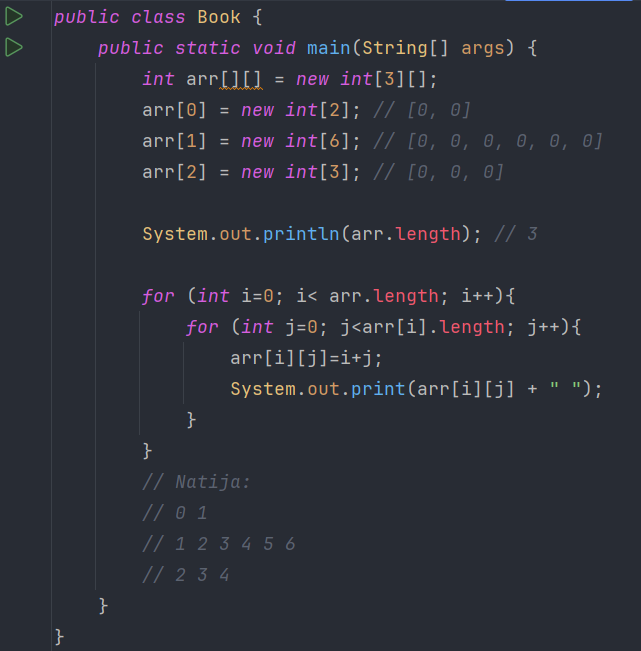 public class Book {
    public static void main(String[] args) {
        int arr[][] = new int[3][];
        arr[0] = new int[2]; // [0, 0]
        arr[1] = new int[6]; // [0, 0, 0, 0, 0, 0]
        arr[2] = new int[3]; // [0, 0, 0]

        System.out.println(arr.length); // 3

        for (int i=0; i< arr.length; i++){
            for (int j=0; j<arr[i].length; j++){
                arr[i][j]=i+j;
                System.out.print(arr[i][j] + " ");
            }
        }
        // Natija:
        // 0 1
        // 1 2 3 4 5 6
        // 2 3 4
    }
}